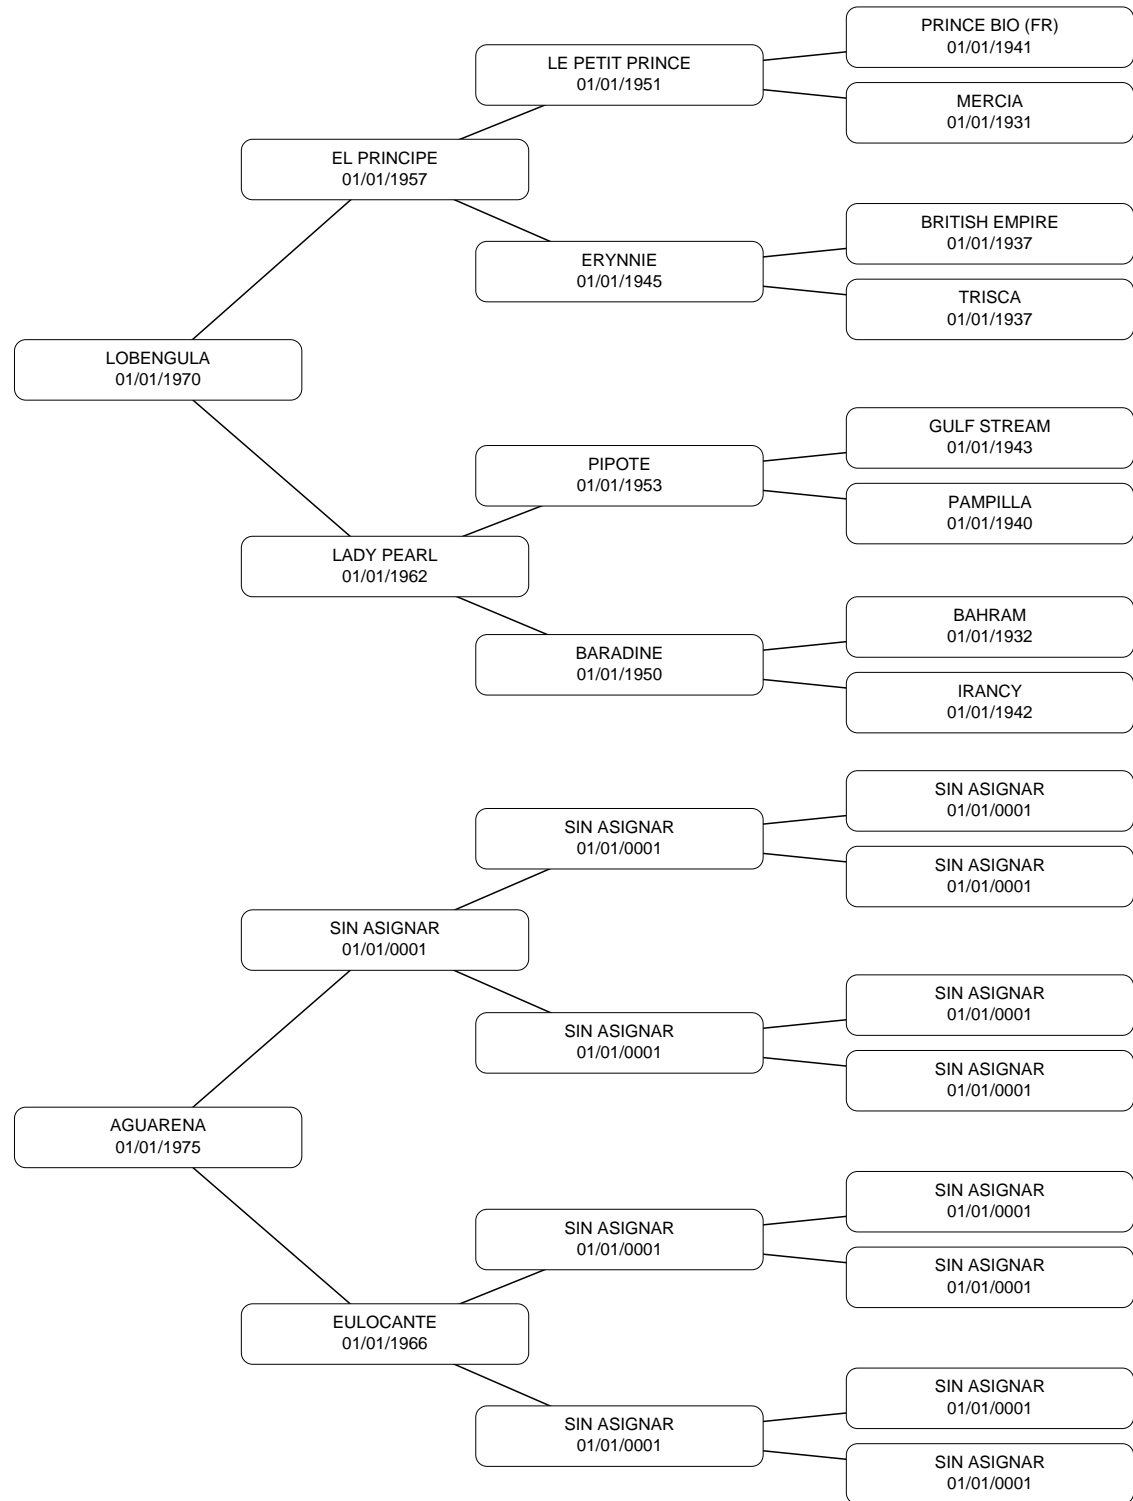 PRINCE BIO (FR)
01/01/1941
LE PETIT PRINCE
01/01/1951
MERCIA
01/01/1931
EL PRINCIPE
01/01/1957
BRITISH EMPIRE
01/01/1937
ERYNNIE
01/01/1945
TRISCA
01/01/1937
LOBENGULA
01/01/1970
GULF STREAM
01/01/1943
PIPOTE
01/01/1953
PAMPILLA
01/01/1940
LADY PEARL
01/01/1962
BAHRAM
01/01/1932
BARADINE
01/01/1950
IRANCY
01/01/1942
SIN ASIGNAR
01/01/0001
SIN ASIGNAR
01/01/0001
SIN ASIGNAR
01/01/0001
SIN ASIGNAR
01/01/0001
SIN ASIGNAR
01/01/0001
SIN ASIGNAR
01/01/0001
SIN ASIGNAR
01/01/0001
AGUARENA
01/01/1975
SIN ASIGNAR
01/01/0001
SIN ASIGNAR
01/01/0001
SIN ASIGNAR
01/01/0001
EULOCANTE
01/01/1966
SIN ASIGNAR
01/01/0001
SIN ASIGNAR
01/01/0001
SIN ASIGNAR
01/01/0001